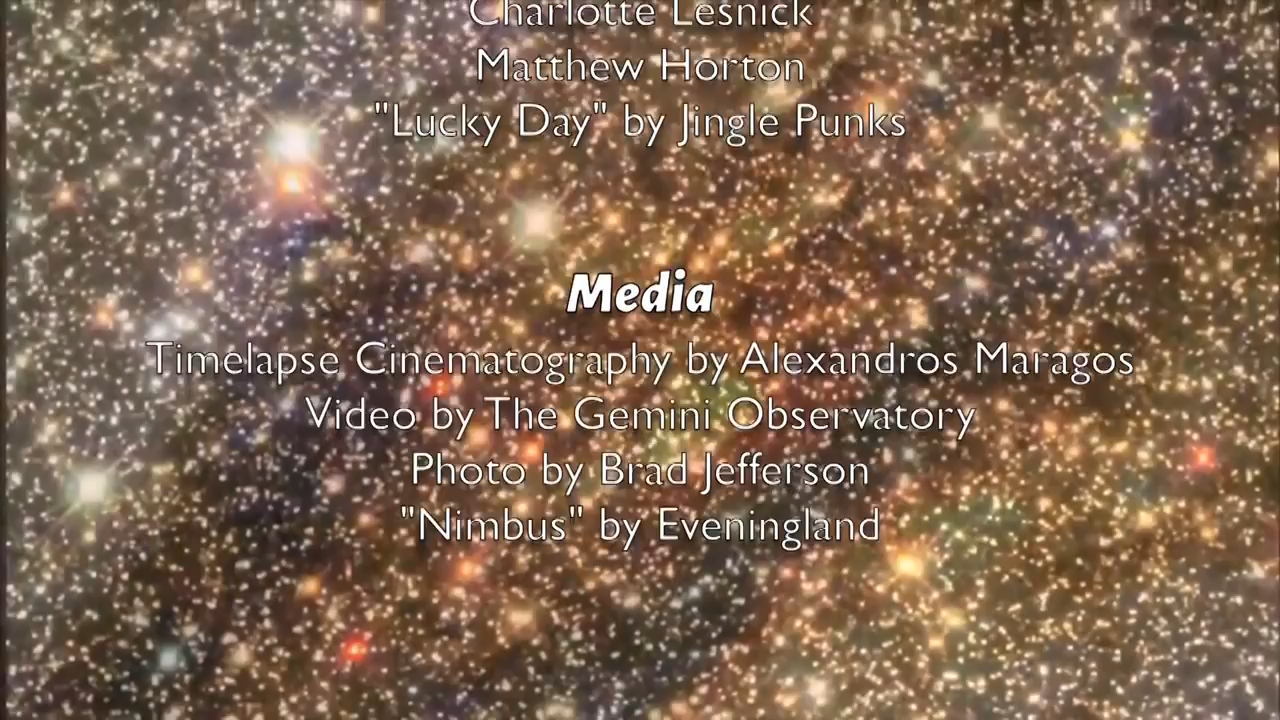 Charlotte Lesnick
Matthew Horton
"Lucky Day" by Jingle Punks
Media
Timelapse Cinematography by Alexandros Maragos
Video by The Gemini Observatory
Photo by Brad Jefferson
"Nimbus" by Eveningland